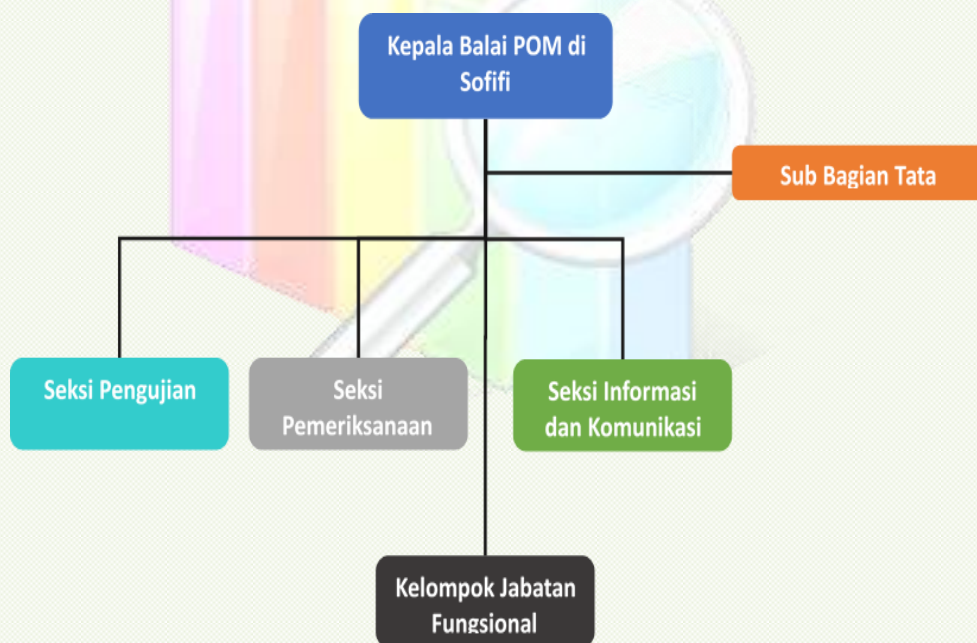 Kepala Balai POM di
Sofifi
Sub Bagian Tata
Seksi Pengujian
Seksi
Pemeriksanaan
Seksi Informasi
dan Komunikasi
Kelompok Jabatan
Fungsional